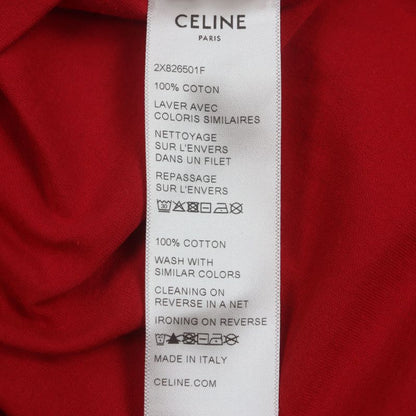 CELINE
PARIS
2X826501F
100% COTON
LAVER AVEC
COLORIS SIMILAIRES
NETTOYAGE
SUR L'ENVERS
DANS UN FILET
REPASSAGE
SUR L'ENVERS
100% COTTON
WASH WITH
SIMILAR COLORS
CLEANING ON
REVERSE IN A NET
IRONING ON REVERSE
MADE IN ITALY
CELINE.COM